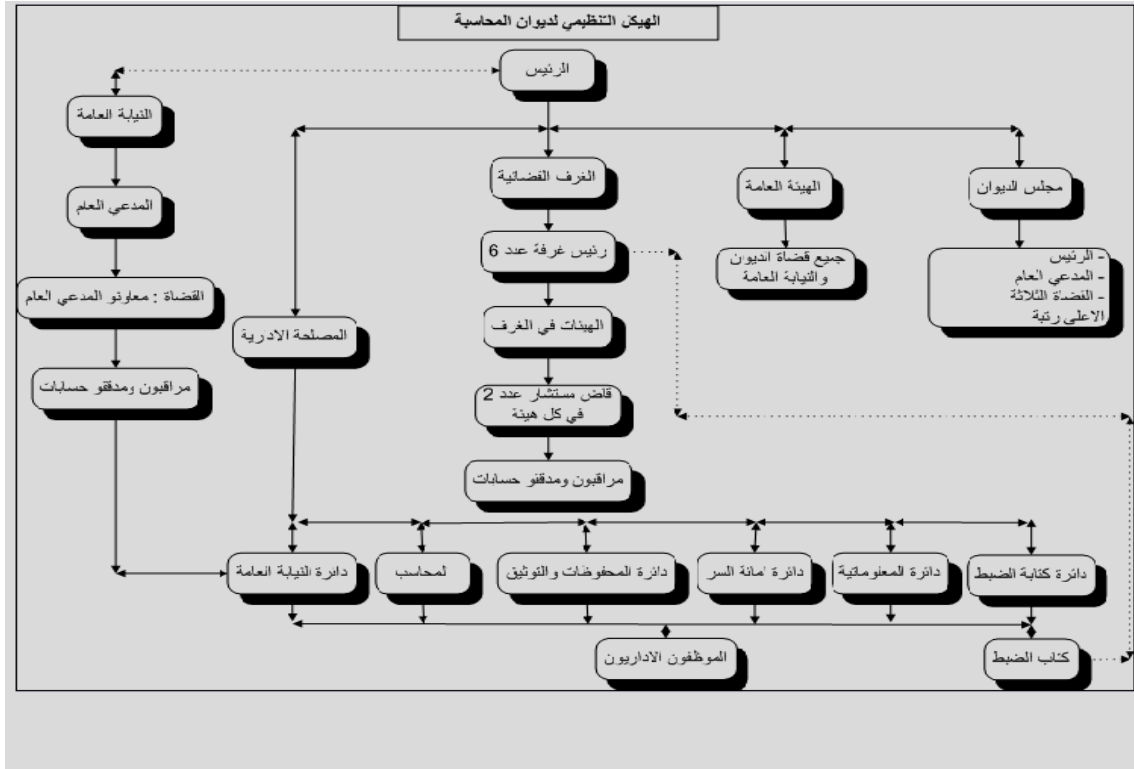 الهيكل التنظيمي لديوان المحاسبة
الرئيس
النيابة العامة
الغرف القضائية
الهيئة العامة
مجلس الديوان
المدعي العام
رئيس غرفة عدد 6
جميع قضاة الديوان
والنيابة العامة
- الرئيس
- المدعي العام
- القضاة الثلاثة
الاعلى رتبة
القضاة : معاونو المدعي العام
المصلحة الادرية
الهيئات في الغرف
مراقبون ومدققو حسابات
قاض مستشار عدد 2
في كل هيئة
مراقبون ومدققو حسابات
دائرة كتابة الضبط
دائرة المعلوماتية
دائرة امانة السر
دائرة المحفوضات والتوثيق
لمحاسب
دائرة النيابة العامة
الموظفون الاداريون
كتاب الضبط